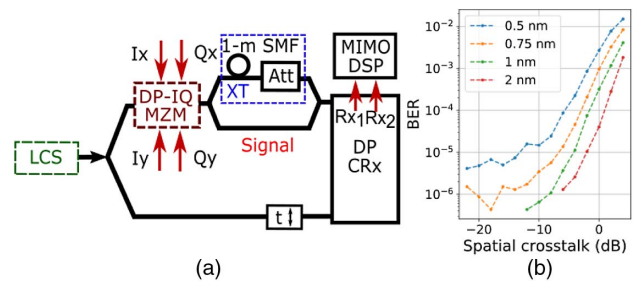 Ix
Qx
1-m SMF
Att
XT
MIMO
DSP
DP-IQ
MZM
Rx1 Rx2
Signal
DP
CRx
LCS
Iy
Qy
t
(a)
BER
10⁻²
10⁻³
10⁻⁴
10⁻⁵
10⁻⁶
0.5 nm
0.75 nm
1 nm
2 nm
−20
−10
0
Spatial crosstalk (dB)
(b)